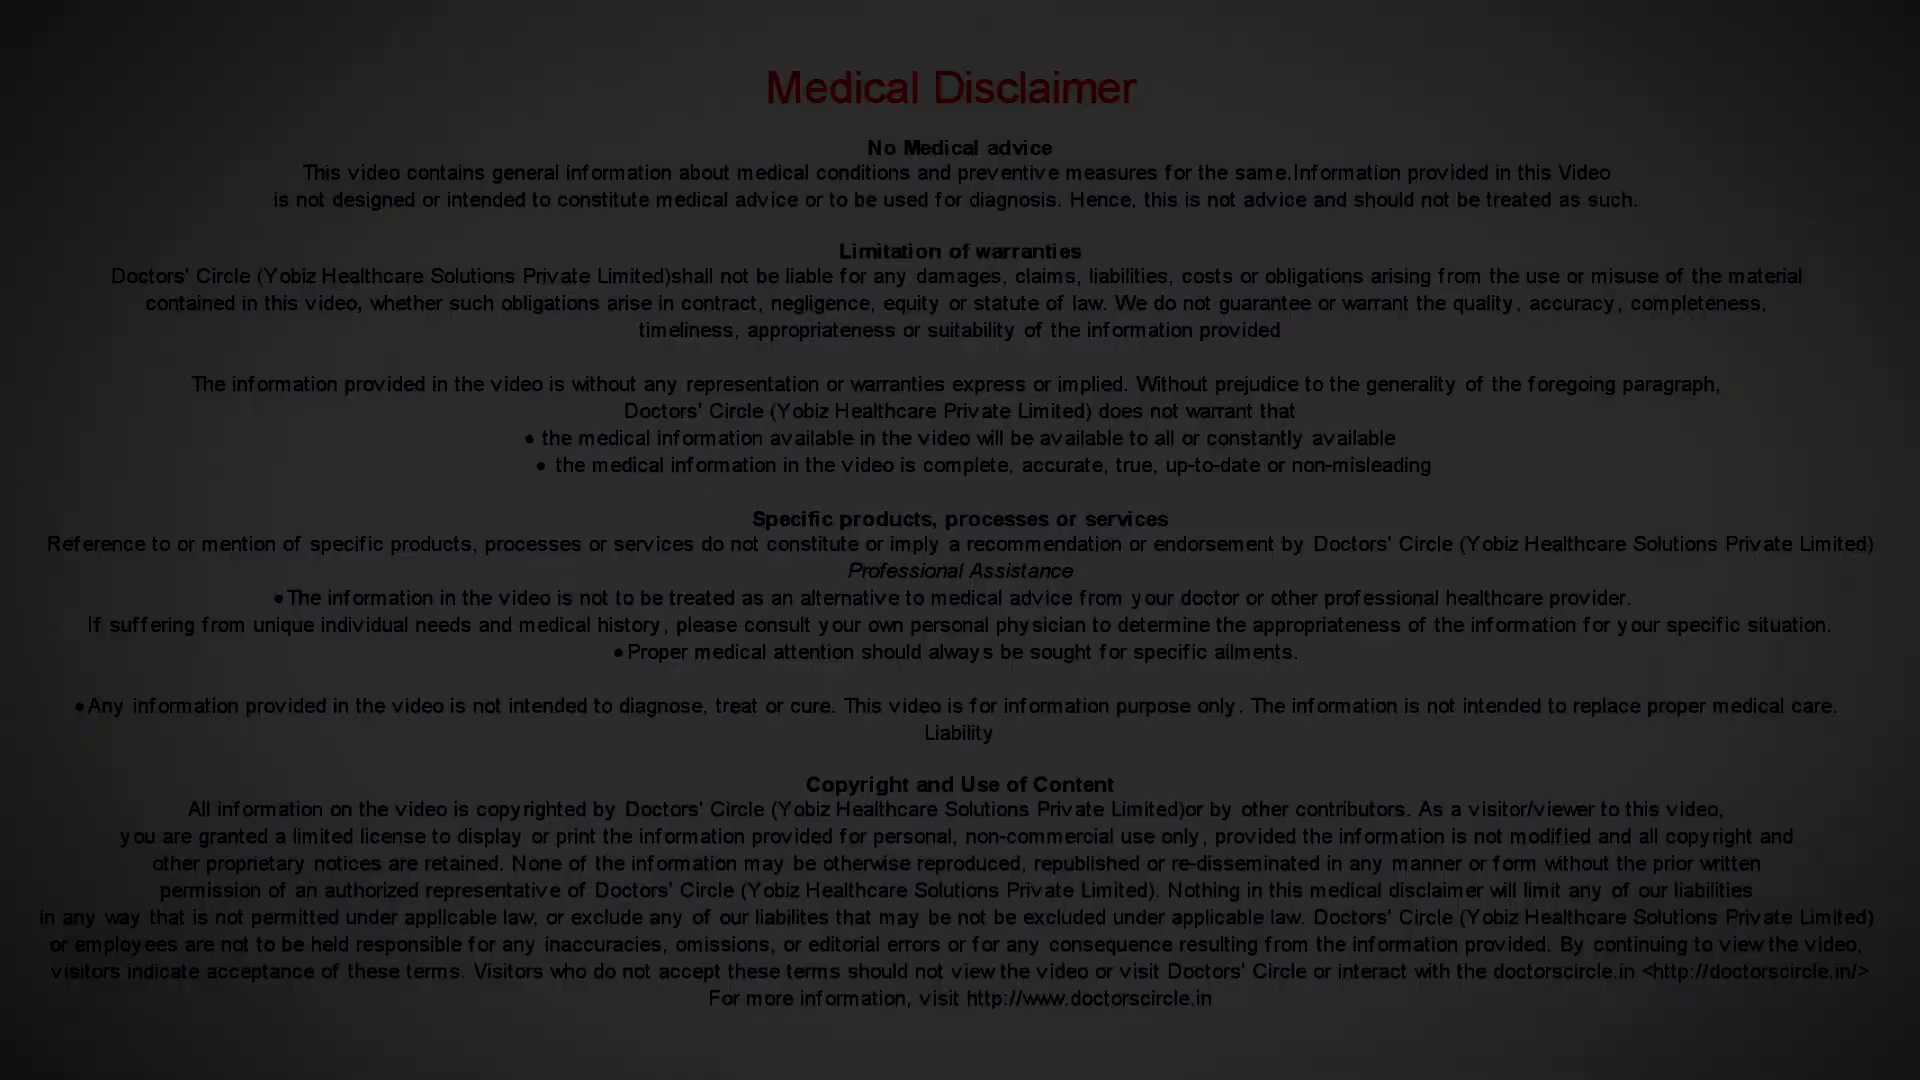 Medical Disclaimer
No Medical advice
This video contains general information about medical conditions and preventive measures for the same.Information provided in this Video
is not designed or intended to constitute medical advice or to be used for diagnosis. Hence, this is not advice and should not be treated as such.
Limitation of warranties
Doctors' Circle (Yobiz Healthcare Solutions Private Limited)shall not be liable for any damages, claims, liabilities, costs or obligations arising from the use or misuse of the material
contained in this video, whether such obligations arise in contract, negligence, equity or statute of law. We do not guarantee or warrant the quality, accuracy, completeness,
timeliness, appropriateness or suitability of the information provided
The information provided in the video is without any representation or warranties express or implied. Without prejudice to the generality of the foregoing paragraph,
Doctors' Circle (Yobiz Healthcare Private Limited) does not warrant that
● the medical information available in the video will be available to all or constantly available
● the medical information in the video is complete, accurate, true, up-to-date or non-misleading
Specific products, processes or services
Reference to or mention of specific products, processes or services do not constitute or imply a recommendation or endorsement by Doctors' Circle (Yobiz Healthcare Solutions Private Limited)
Professional Assistance
●The information in the video is not to be treated as an alternative to medical advice from your doctor or other professional healthcare provider.
If suffering from unique individual needs and medical history, please consult your own personal physician to determine the appropriateness of the information for your specific situation.
●Proper medical attention should always be sought for specific ailments.
●Any information provided in the video is not intended to diagnose, treat or cure. This video is for information purpose only. The information is not intended to replace proper medical care.
Liability
Copyright and Use of Content
All information on the video is copyrighted by Doctors' Circle (Yobiz Healthcare Solutions Private Limited)or by other contributors. As a visitor/viewer to this video,
you are granted a limited license to display or print the information provided for personal, non-commercial use only, provided the information is not modified and all copyright and
other proprietary notices are retained. None of the information may be otherwise reproduced, republished or re-disseminated in any manner or form without the prior written
permission of an authorized representative of Doctors' Circle (Yobiz Healthcare Solutions Private Limited). Nothing in this medical disclaimer will limit any of our liabilities
in any way that is not permitted under applicable law, or exclude any of our liabilites that may be not be excluded under applicable law. Doctors' Circle (Yobiz Healthcare Solutions Private Limited)
or employees are not to be held responsible for any inaccuracies, omissions, or editorial errors or for any consequence resulting from the information provided. By continuing to view the video,
visitors indicate acceptance of these terms. Visitors who do not accept these terms should not view the video or visit Doctors' Circle or interact with the doctorscircle.in <http://doctorscircle.in/>
For more information, visit http://www.doctorscircle.in